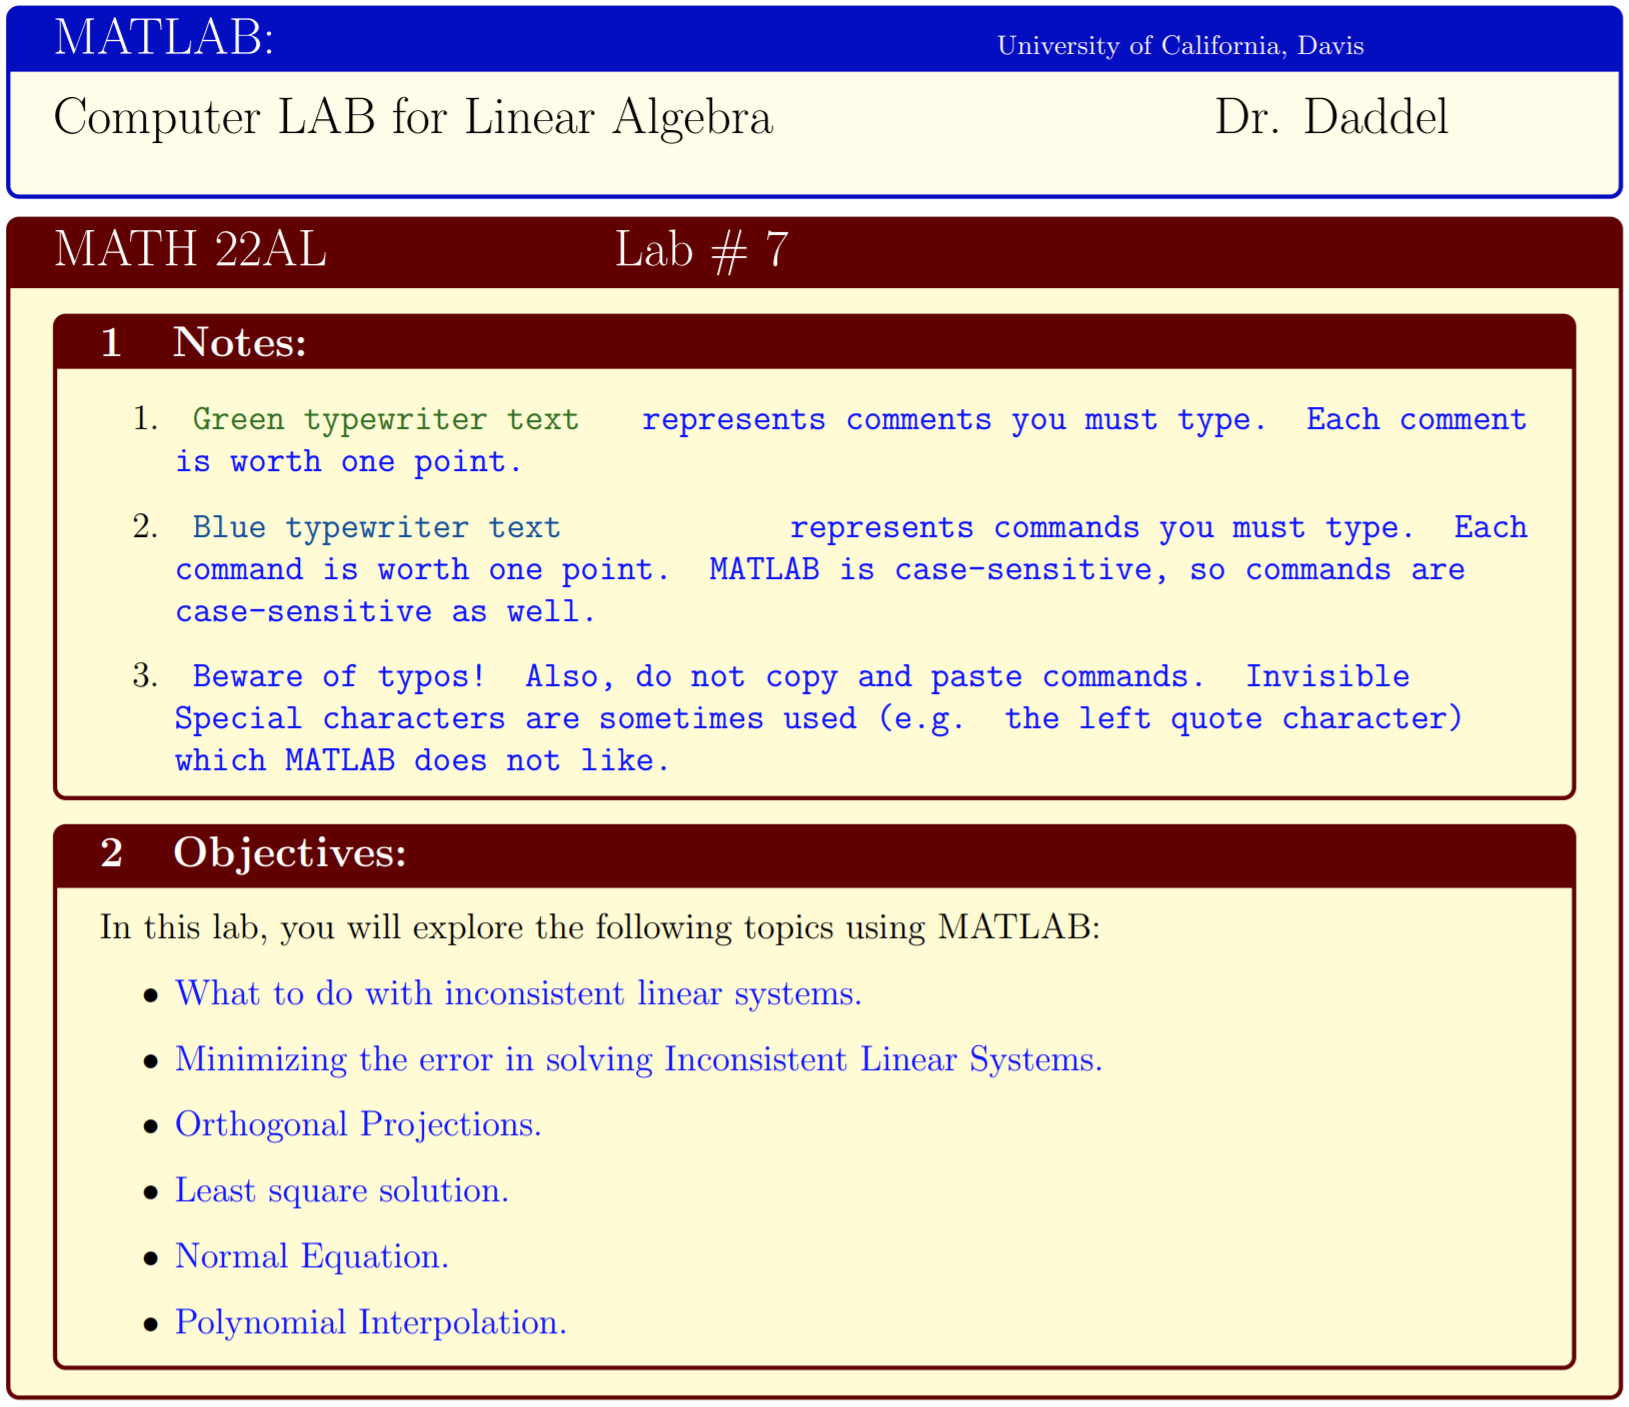 MATLAB: University of California, Davis
Computer LAB for Linear Algebra Dr. Daddel
MATH 22AL Lab # 7
1 Notes:
1. Green typewriter text represents comments you must type. Each comment
is worth one point.
2. Blue typewriter text represents commands you must type. Each
command is worth one point. MATLAB is case-sensitive, so commands are
case-sensitive as well.
3. Beware of typos! Also, do not copy and paste commands. Invisible
Special characters are sometimes used (e.g. the left quote character)
which MATLAB does not like.
2 Objectives:
In this lab, you will explore the following topics using MATLAB:
• What to do with inconsistent linear systems.
• Minimizing the error in solving Inconsistent Linear Systems.
• Orthogonal Projections.
• Least square solution.
• Normal Equation.
• Polynomial Interpolation.